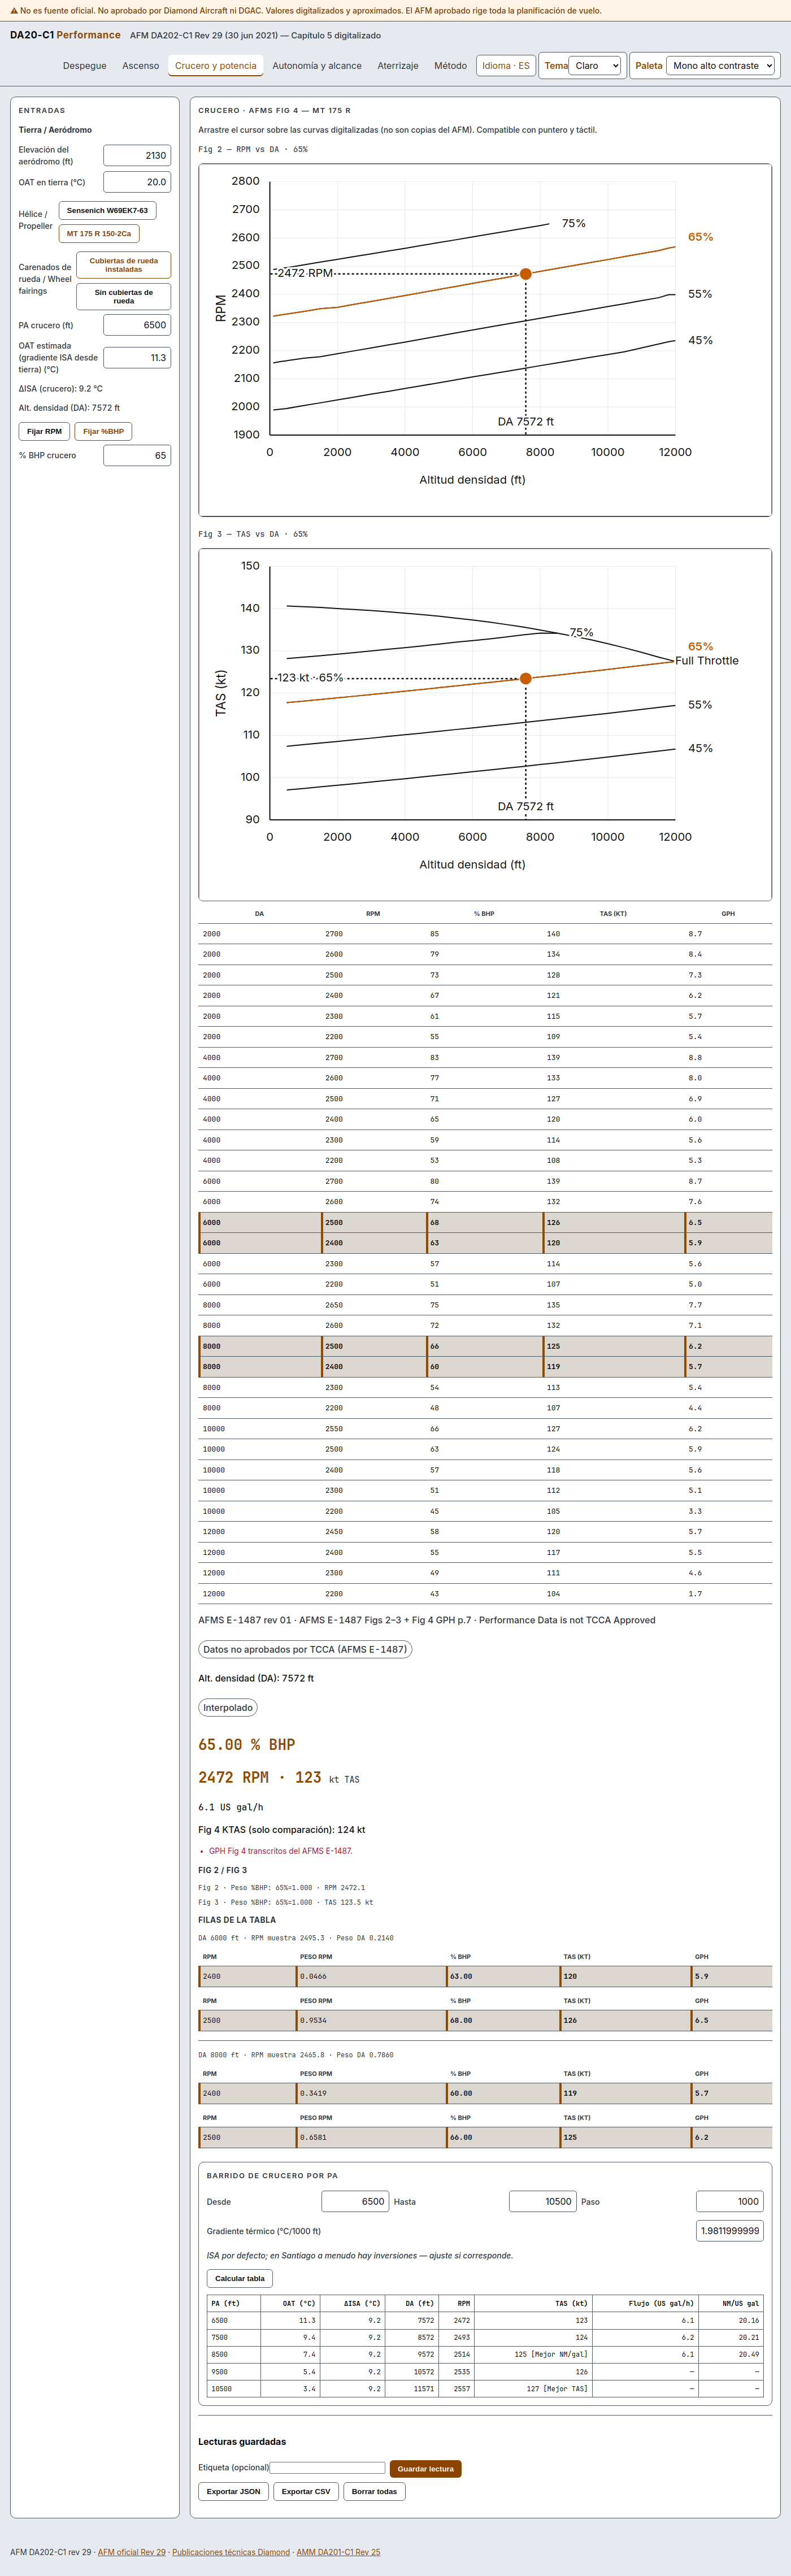 ⚠ No es fuente oficial. No aprobado por Diamond Aircraft ni DGAC. Valores digitalizados y aproximados. El AFM aprobado rige toda la planificación de vuelo.
DA20-C1 Performance AFM DA202-C1 Rev 29 (30 jun 2021) — Capítulo 5 digitalizado
Despegue Ascenso Crucero y potencia Autonomía y alcance Aterrizaje Método Idioma · ES Tema Claro Paleta Mono alto contraste
ENTRADAS
Tierra / Aeródromo
Elevación del aeródromo (ft) 2130
OAT en tierra (°C) 20.0
Hélice / Propeller
Sensenich W69EK7-63
MT 175 R 150-2Ca
Carenados de rueda / Wheel fairings
Cubiertas de rueda instaladas
Sin cubiertas de rueda
PA crucero (ft) 6500
OAT estimada (gradiente ISA desde tierra) (°C) 11.3
ΔISA (crucero): 9.2 °C
Alt. densidad (DA): 7572 ft
Fijar RPM Fijar %BHP
% BHP crucero 65
CRUCERO · AFMS FIG 4 — MT 175 R
Arrastre el cursor sobre las curvas digitalizadas (no son copias del AFM). Compatible con puntero y táctil.
Fig 2 — RPM vs DA · 65%
2800
2700
2600
2500
2400
2300
2200
2100
2000
1900
RPM
75%
65%
55%
45%
2472 RPM
DA 7572 ft
0 2000 4000 6000 8000 10000 12000
Altitud densidad (ft)
Fig 3 — TAS vs DA · 65%
150
140
130
120
110
100
90
TAS (kt)
75%
65%
Full Throttle
55%
45%
123 kt · 65%
DA 7572 ft
0 2000 4000 6000 8000 10000 12000
Altitud densidad (ft)
DA RPM % BHP TAS (KT) GPH
2000 2700 85 140 8.7
2000 2600 79 134 8.4
2000 2500 73 128 7.3
2000 2400 67 121 6.2
2000 2300 61 115 5.7
2000 2200 55 109 5.4
4000 2700 83 139 8.8
4000 2600 77 133 8.0
4000 2500 71 127 6.9
4000 2400 65 120 6.0
4000 2300 59 114 5.6
4000 2200 53 108 5.3
6000 2700 80 139 8.7
6000 2600 74 132 7.6
6000 2500 68 126 6.5
6000 2400 63 120 5.9
6000 2300 57 114 5.6
6000 2200 51 107 5.0
8000 2650 75 135 7.7
8000 2600 72 132 7.1
8000 2500 66 125 6.2
8000 2400 60 119 5.7
8000 2300 54 113 5.4
8000 2200 48 107 4.4
10000 2550 66 127 6.2
10000 2500 63 124 5.9
10000 2400 57 118 5.6
10000 2300 51 112 5.1
10000 2200 45 105 3.3
12000 2450 58 120 5.7
12000 2400 55 117 5.5
12000 2300 49 111 4.6
12000 2200 43 104 1.7
AFMS E-1487 rev 01 · AFMS E-1487 Figs 2–3 + Fig 4 GPH p.7 · Performance Data is not TCCA Approved
Datos no aprobados por TCCA (AFMS E-1487)
Alt. densidad (DA): 7572 ft
Interpolado
65.00 % BHP
2472 RPM · 123 kt TAS
6.1 US gal/h
Fig 4 KTAS (solo comparación): 124 kt
• GPH Fig 4 transcritos del AFMS E-1487.
FIG 2 / FIG 3
Fig 2 · Peso %BHP: 65%=1.000 · RPM 2472.1
Fig 3 · Peso %BHP: 65%=1.000 · TAS 123.5 kt
FILAS DE LA TABLA
DA 6000 ft · RPM muestra 2495.3 · Peso DA 0.2140
RPM PESO RPM % BHP TAS (KT) GPH
2400 0.0466 63.00 120 5.9
RPM PESO RPM % BHP TAS (KT) GPH
2500 0.9534 68.00 126 6.5
DA 8000 ft · RPM muestra 2465.8 · Peso DA 0.7860
RPM PESO RPM % BHP TAS (KT) GPH
2400 0.3419 60.00 119 5.7
RPM PESO RPM % BHP TAS (KT) GPH
2500 0.6581 66.00 125 6.2
BARRIDO DE CRUCERO POR PA
Desde 6500 Hasta 10500 Paso 1000
Gradiente térmico (°C/1000 ft) 1.9811999999
ISA por defecto; en Santiago a menudo hay inversiones — ajuste si corresponde.
Calcular tabla
PA (ft) OAT (°C) ΔISA (°C) DA (ft) RPM TAS (kt) Flujo (US gal/h) NM/US gal
6500 11.3 9.2 7572 2472 123 6.1 20.16
7500 9.4 9.2 8572 2493 124 6.2 20.21
8500 7.4 9.2 9572 2514 125 [Mejor NM/gal] 6.1 20.49
9500 5.4 9.2 10572 2535 126 — —
10500 3.4 9.2 11571 2557 127 [Mejor TAS] — —
Lecturas guardadas
Etiqueta (opcional) Guardar lectura
Exportar JSON Exportar CSV Borrar todas
AFM DA202-C1 rev 29 · AFM oficial Rev 29 · Publicaciones técnicas Diamond · AMM DA201-C1 Rev 25